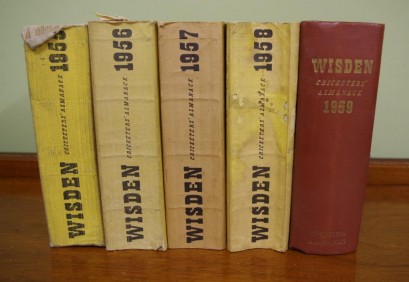 WISDEN CRICKETERS' ALMANACK 1955
WISDEN CRICKETERS' ALMANACK 1956
WISDEN CRICKETERS' ALMANACK 1957
WISDEN CRICKETERS' ALMANACK 1958
WISDEN
CRICKETERS'
ALMANACK
1959